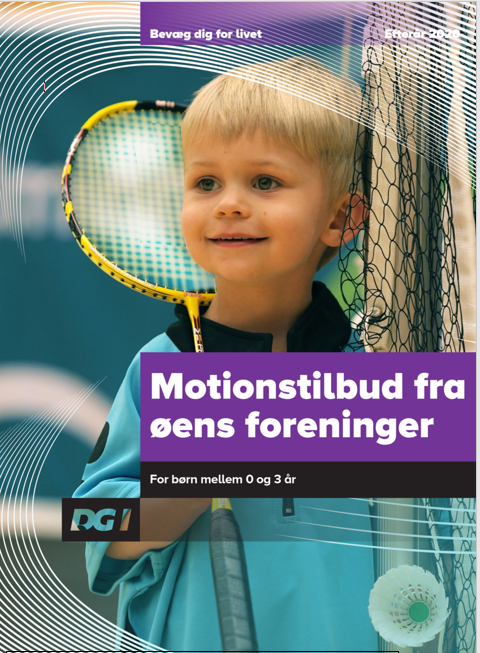 Bevæg dig for livet
Efterår 2020
Motionstilbud fra
øens foreninger
For børn mellem 0 og 3 år
DGI